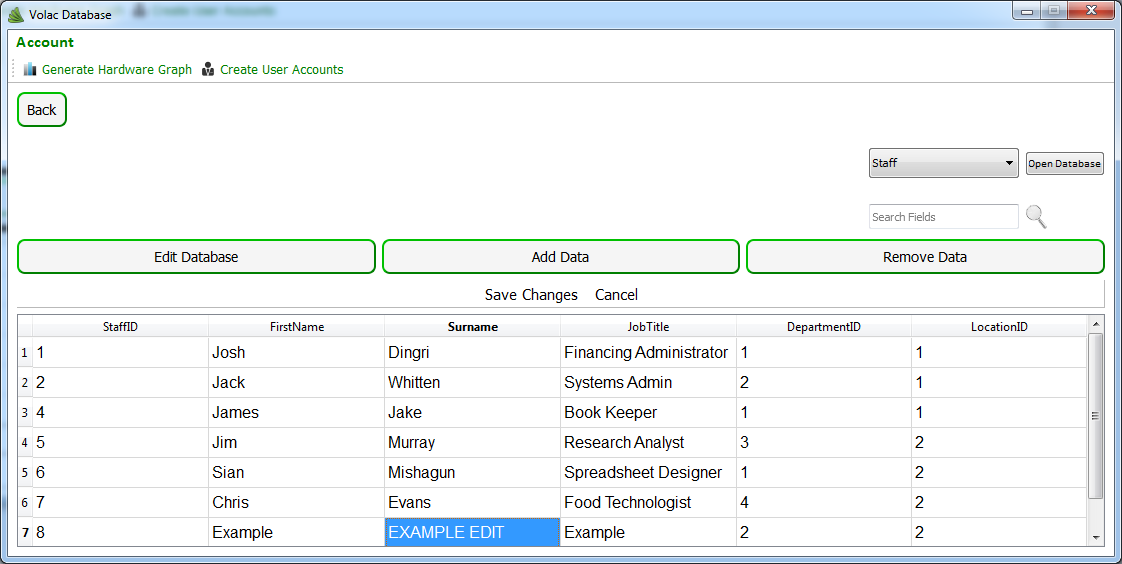 Volac Database
Account
Generate Hardware Graph Create User Accounts
Back
Staff Open Database
Search Fields
Edit Database Add Data Remove Data
Save Changes Cancel
StaffID FirstName Surname JobTitle DepartmentID LocationID
1 1 Josh Dingri Financing Administrator 1 1
2 2 Jack Whitten Systems Admin 2 1
3 4 James Jake Book Keeper 1 1
4 5 Jim Murray Research Analyst 3 2
5 6 Sian Mishagun Spreadsheet Designer 1 2
6 7 Chris Evans Food Technologist 4 2
7 8 Example EXAMPLE EDIT Example 2 2